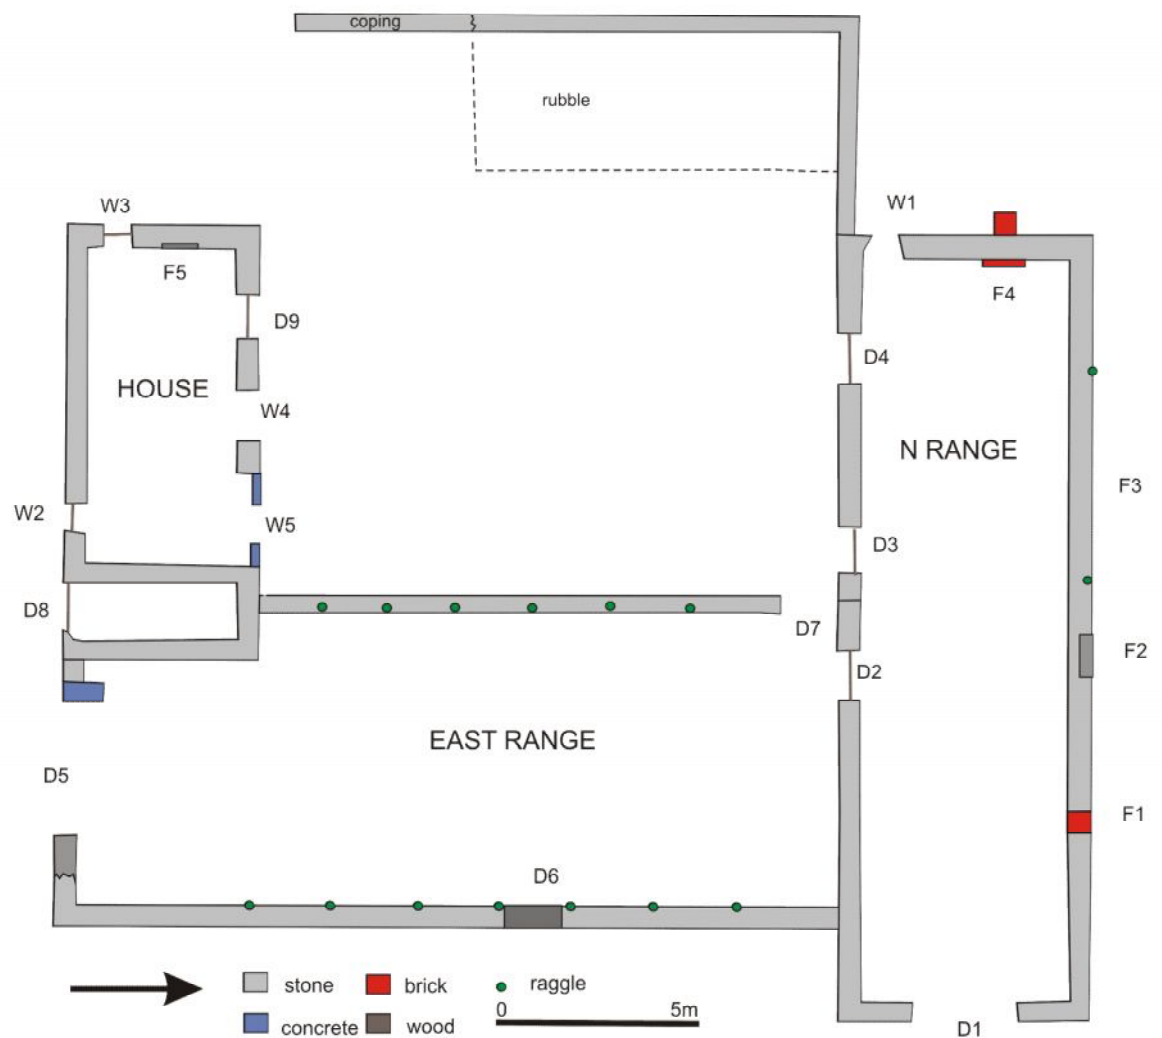 coping
rubble
W3
W1
F5
F4
D9
D4
HOUSE
W4
N RANGE
F3
W2
W5
D3
D8
D7
F2
D2
EAST RANGE
D5
F1
D6
stone
brick
raggle
concrete
wood
0
5m
D1